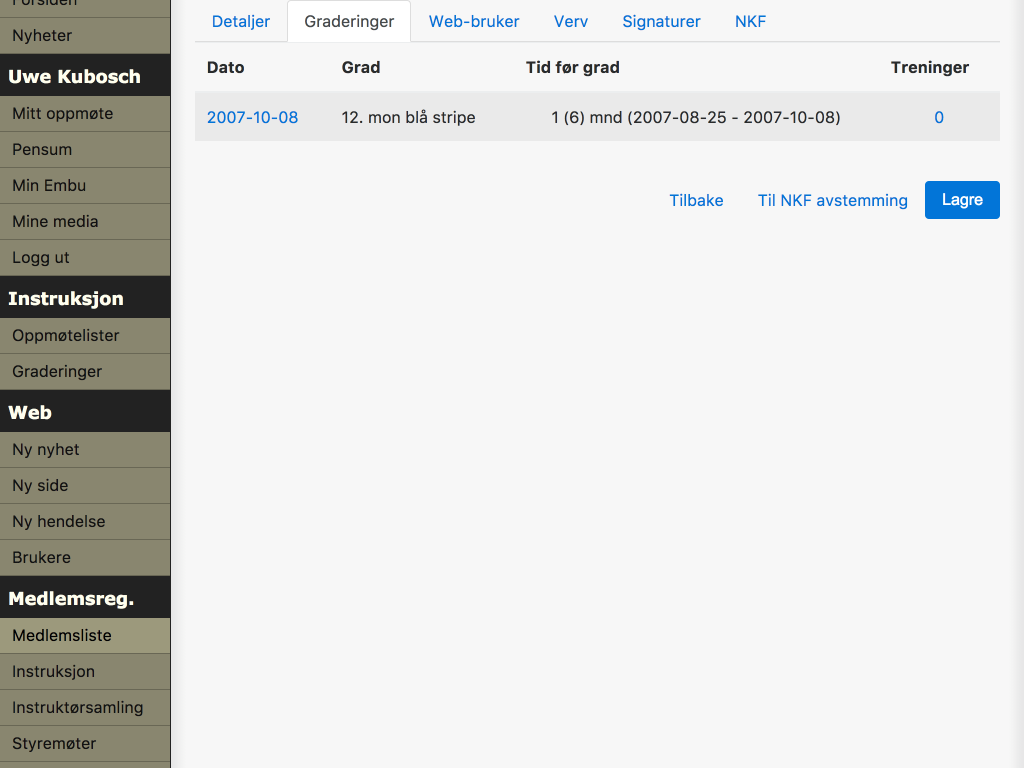 Forsiden
Nyheter
Uwe Kubosch
Mitt oppmøte
Pensum
Min Embu
Mine media
Logg ut
Instruksjon
Oppmøtelister
Graderinger
Web
Ny nyhet
Ny side
Ny hendelse
Brukere
Medlemsreg.
Medlemsliste
Instruksjon
Instruktørsamling
Styremøter
Detaljer Graderinger Web-bruker Verv Signaturer NKF
Dato Grad Tid før grad Treninger
2007-10-08 12. mon blå stripe 1 (6) mnd (2007-08-25 - 2007-10-08) 0
Tilbake Til NKF avstemming Lagre